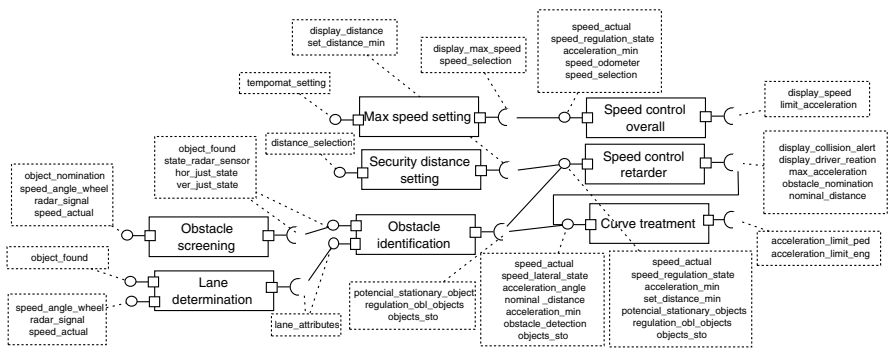 display_distance
set_distance_min
display_max_speed
speed_selection
speed_actual
speed_regulation_state
acceleration_min
speed_odometer
speed_selection
tempomat_setting
display_speed
limit_acceleration
Max speed setting
Speed control
overall
object_found
state_radar_sensor
hor_just_state
ver_just_state
distance_selection
Security distance
setting
Speed control
retarder
display_collision_alert
display_driver_reation
max_acceleration
obstacle_nomination
nominal_distance
object_nomination
speed_angle_wheel
radar_signal
speed_actual
Obstacle
screening
Obstacle
identification
Curve treatment
acceleration_limit_ped
acceleration_limit_eng
object_found
Lane
determination
speed_angle_wheel
radar_signal
speed_actual
lane_attributes
potencial_stationary_object
regulation_obl_objects
objects_sto
speed_actual
speed_lateral_state
acceleration_angle
nominal_distance
acceleration_min
obstacle_detection
objects_sto
speed_actual
speed_regulation_state
acceleration_min
set_distance_min
potencial_stationary_objects
regulation_obl_objects
objects_sto